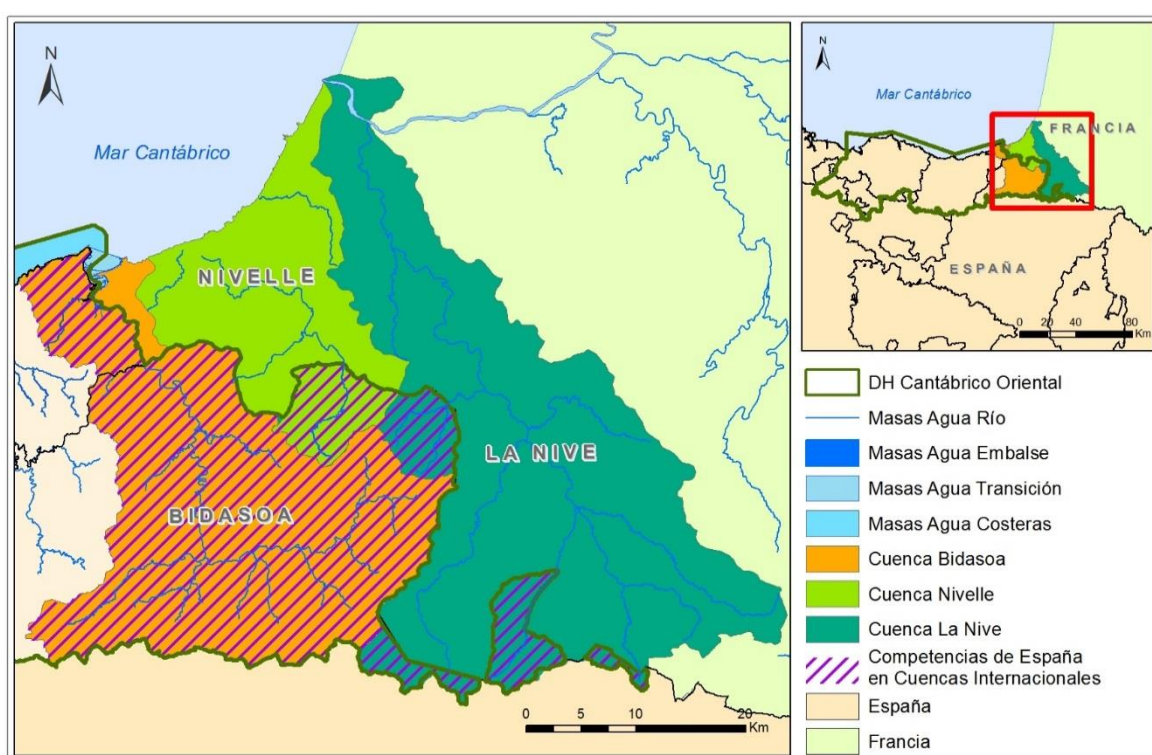 N
Mar Cantábrico
NIVELLE
LA NIVE
BIDASOA
0 5 10 20
Km
N
Mar Cantábrico
FRANCIA
ESPAÑA
0 20 40 80
Km
DH Cantábrico Oriental
Masas Agua Río
Masas Agua Embalse
Masas Agua Transición
Masas Agua Costeras
Cuenca Bidasoa
Cuenca Nivelle
Cuenca La Nive
Competencias de España
en Cuencas Internacionales
España
Francia